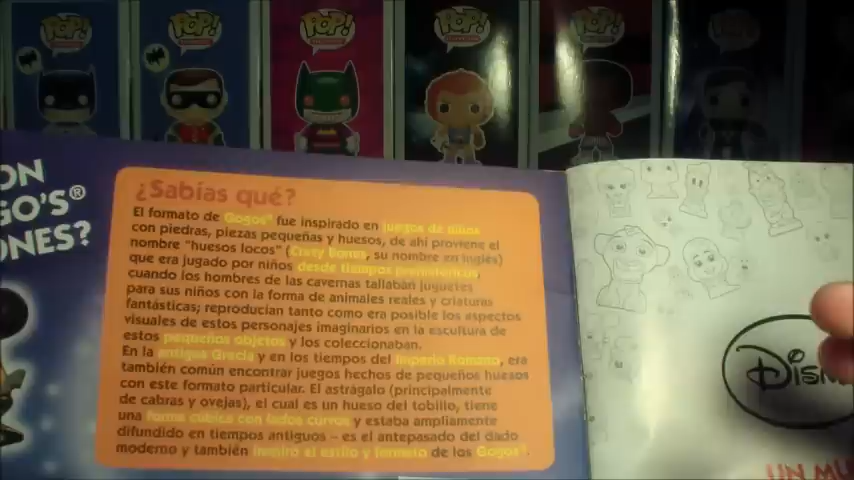 POP!
POP!
POP!
POP!
POP!
ON
GO'S®
ONES?
¿Sabías qué?
El formato de Gogos® fue inspirado en juegos de niños
con piedras, piezas pequeñas y huesos, de ahí proviene el
nombre "huesos locos" (Crazy Bones, su nombre en inglés)
que era jugado por niños desde tiempos prehistóricos,
cuando los hombres de las cavernas tallaban juguetes
para sus niños con la forma de animales reales y criaturas
fantásticas; reproducían tanto como era posible los aspectos
visuales de estos personajes imaginarios en la escultura de
estos pequeños objetos y los coleccionaban.
En la antigua Grecia y en los tiempos del Imperio Romano, era
también común encontrar juegos hechos de pequeños huesos
con este formato particular. El astrágalo (principalmente
de cabras y ovejas), el cual es un hueso del tobillo, tiene
una forma cúbica con lados curvos y estaba ampliamente
difundido en tiempos antiguos – es el antepasado del dado
moderno y también inspiró el estilo y formato de los Gogos®.
Disn
UN MU